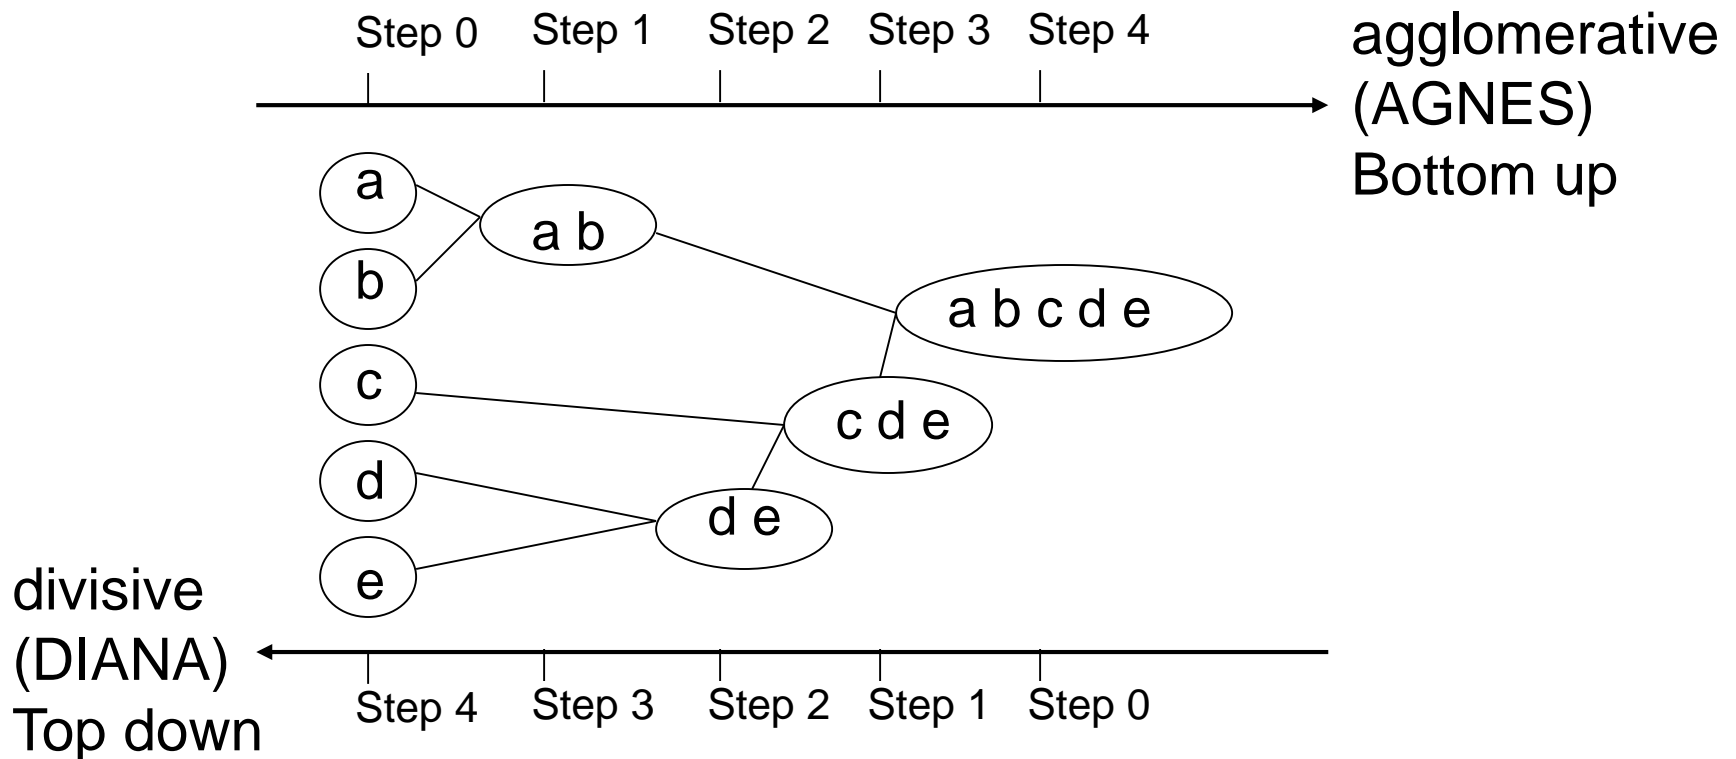 Step 0 Step 1 Step 2 Step 3 Step 4
agglomerative
(AGNES)
Bottom up
a
a b
b
a b c d e
c
c d e
d
d e
e
divisive
(DIANA)
Top down
Step 4 Step 3 Step 2 Step 1 Step 0